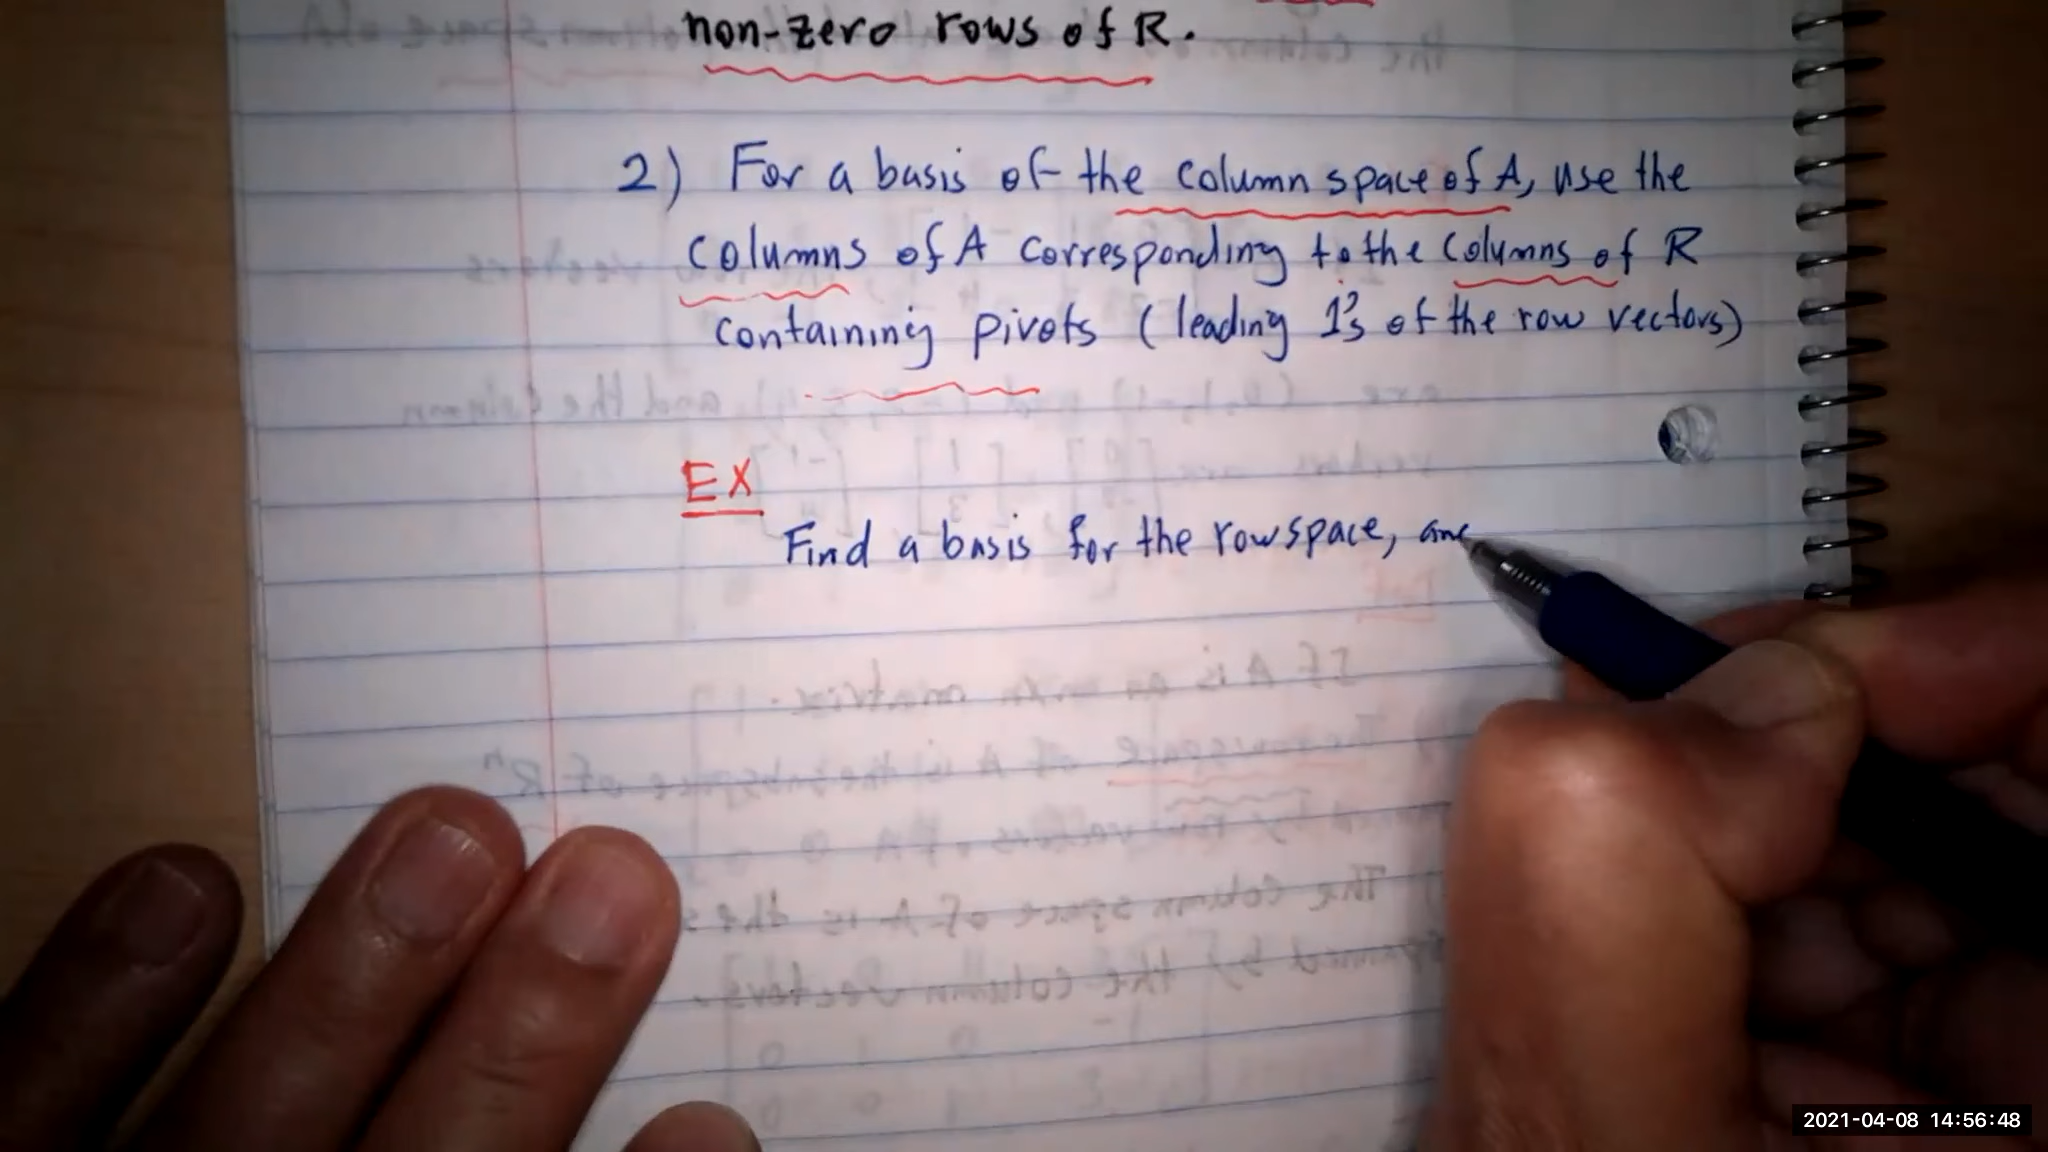 non-zero rows of R.
2) For a basis of the column space of A, use the
columns of A corresponding to the columns of R
containing pivots (leading 1's of the row vectors)
EX
Find a basis for the rowspace, and
2021-04-08 14:56:48